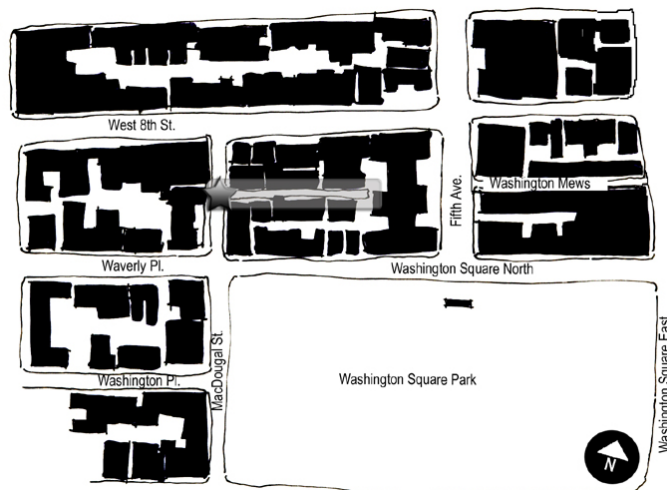 West 8th St.
Fifth Ave.
Washington Mews
Waverly Pl.
Washington Square North
MacDougal St.
Washington Pl.
Washington Square Park
Washington Square East
N